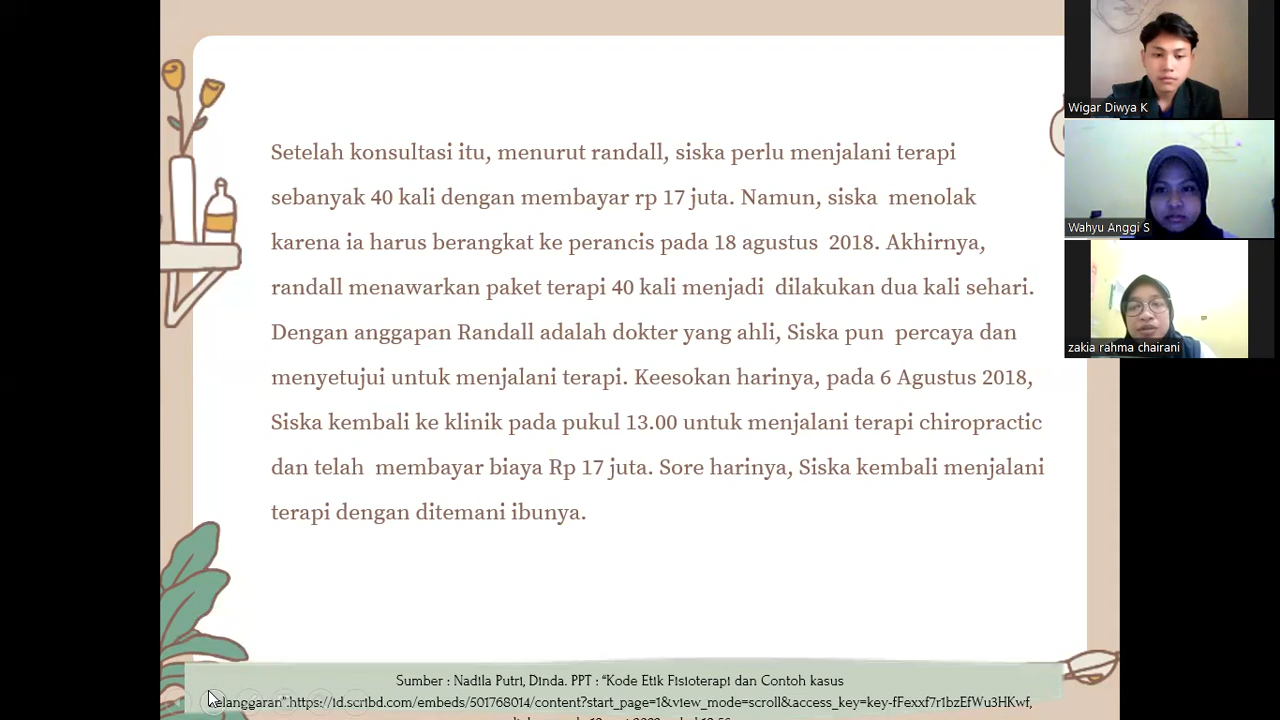 Setelah konsultasi itu, menurut randall, siska perlu menjalani terapi
sebanyak 40 kali dengan membayar rp 17 juta. Namun, siska menolak
karena ia harus berangkat ke perancis pada 18 agustus 2018. Akhirnya,
randall menawarkan paket terapi 40 kali menjadi dilakukan dua kali sehari.
Dengan anggapan Randall adalah dokter yang ahli, Siska pun percaya dan
menyetujui untuk menjalani terapi. Keesokan harinya, pada 6 Agustus 2018,
Siska kembali ke klinik pada pukul 13.00 untuk menjalani terapi chiropractic
dan telah membayar biaya Rp 17 juta. Sore harinya, Siska kembali menjalani
terapi dengan ditemani ibunya.
Sumber : Nadila Putri, Dinda. PPT : “Kode Etik Fisioterapi dan Contoh kasus
elanggaran”.https://id.scribd.com/embeds/501768014/content?start_page=1&view_mode=scroll&access_key=key-fFexxf7r1bzEfWu3HKwf,
Wigar Diwya K
Wahyu Anggi S
zakia rahma chairani